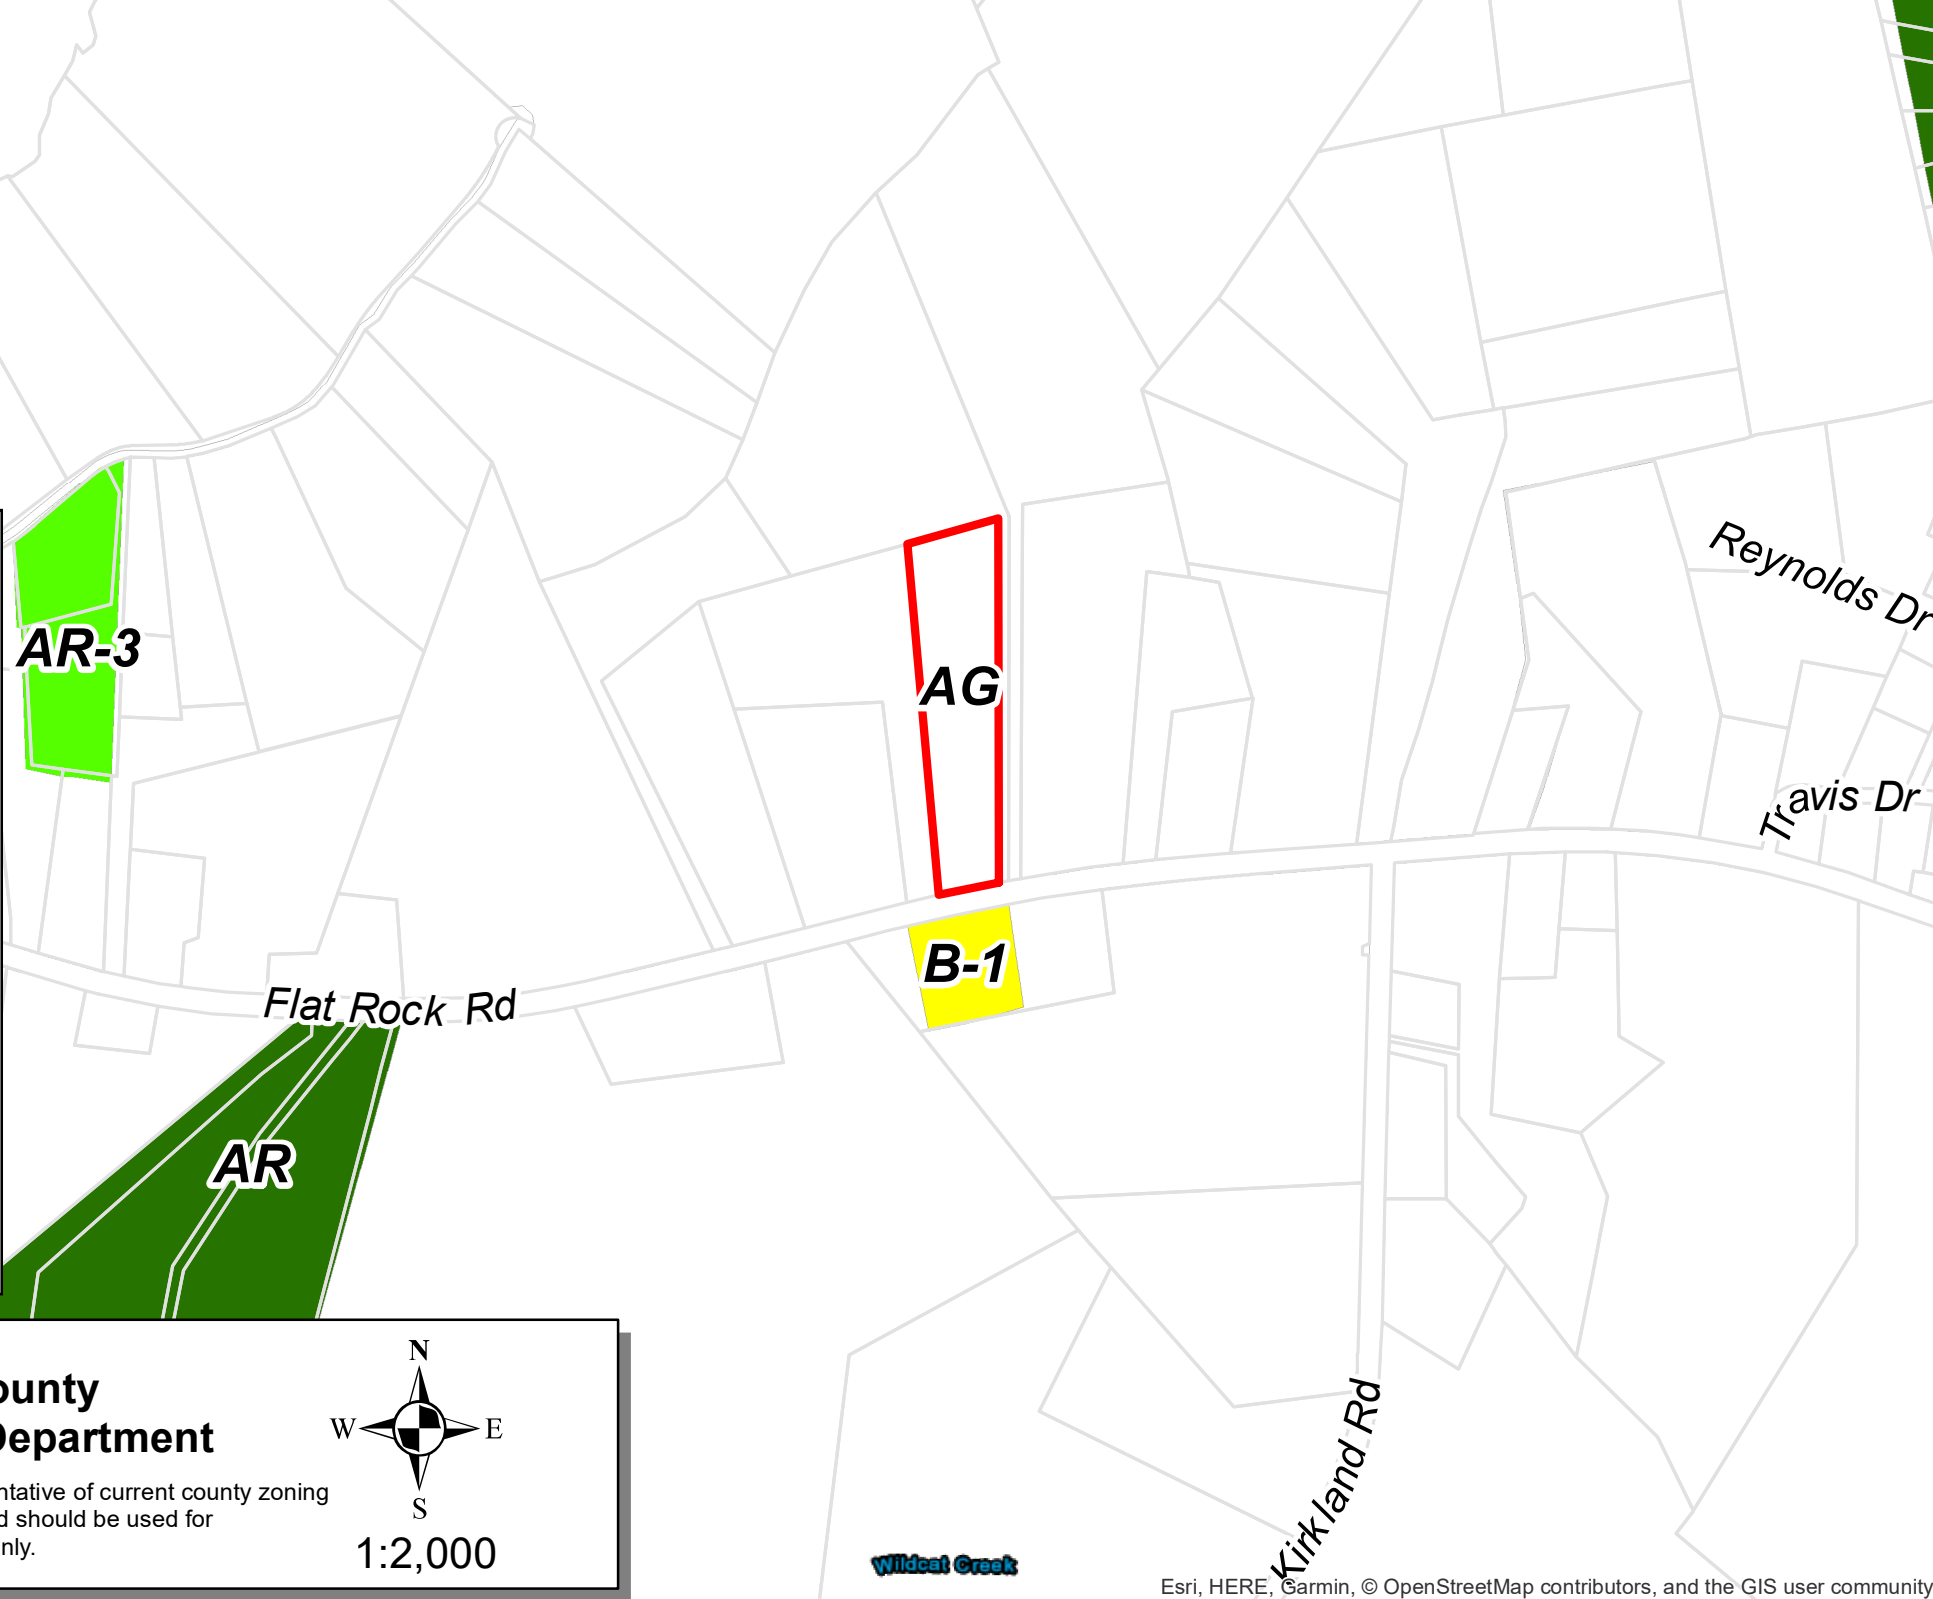 Reynolds Dr
AR-3
AG
Travis Dr
B-1
Flat Rock Rd
AR
N
W E
S
ounty
Department
ntative of current county zoning
d should be used for
nly.
1:2,000
Kirkland Rd
Wildcat Creek
Esri, HERE, Garmin, © OpenStreetMap contributors, and the GIS user community